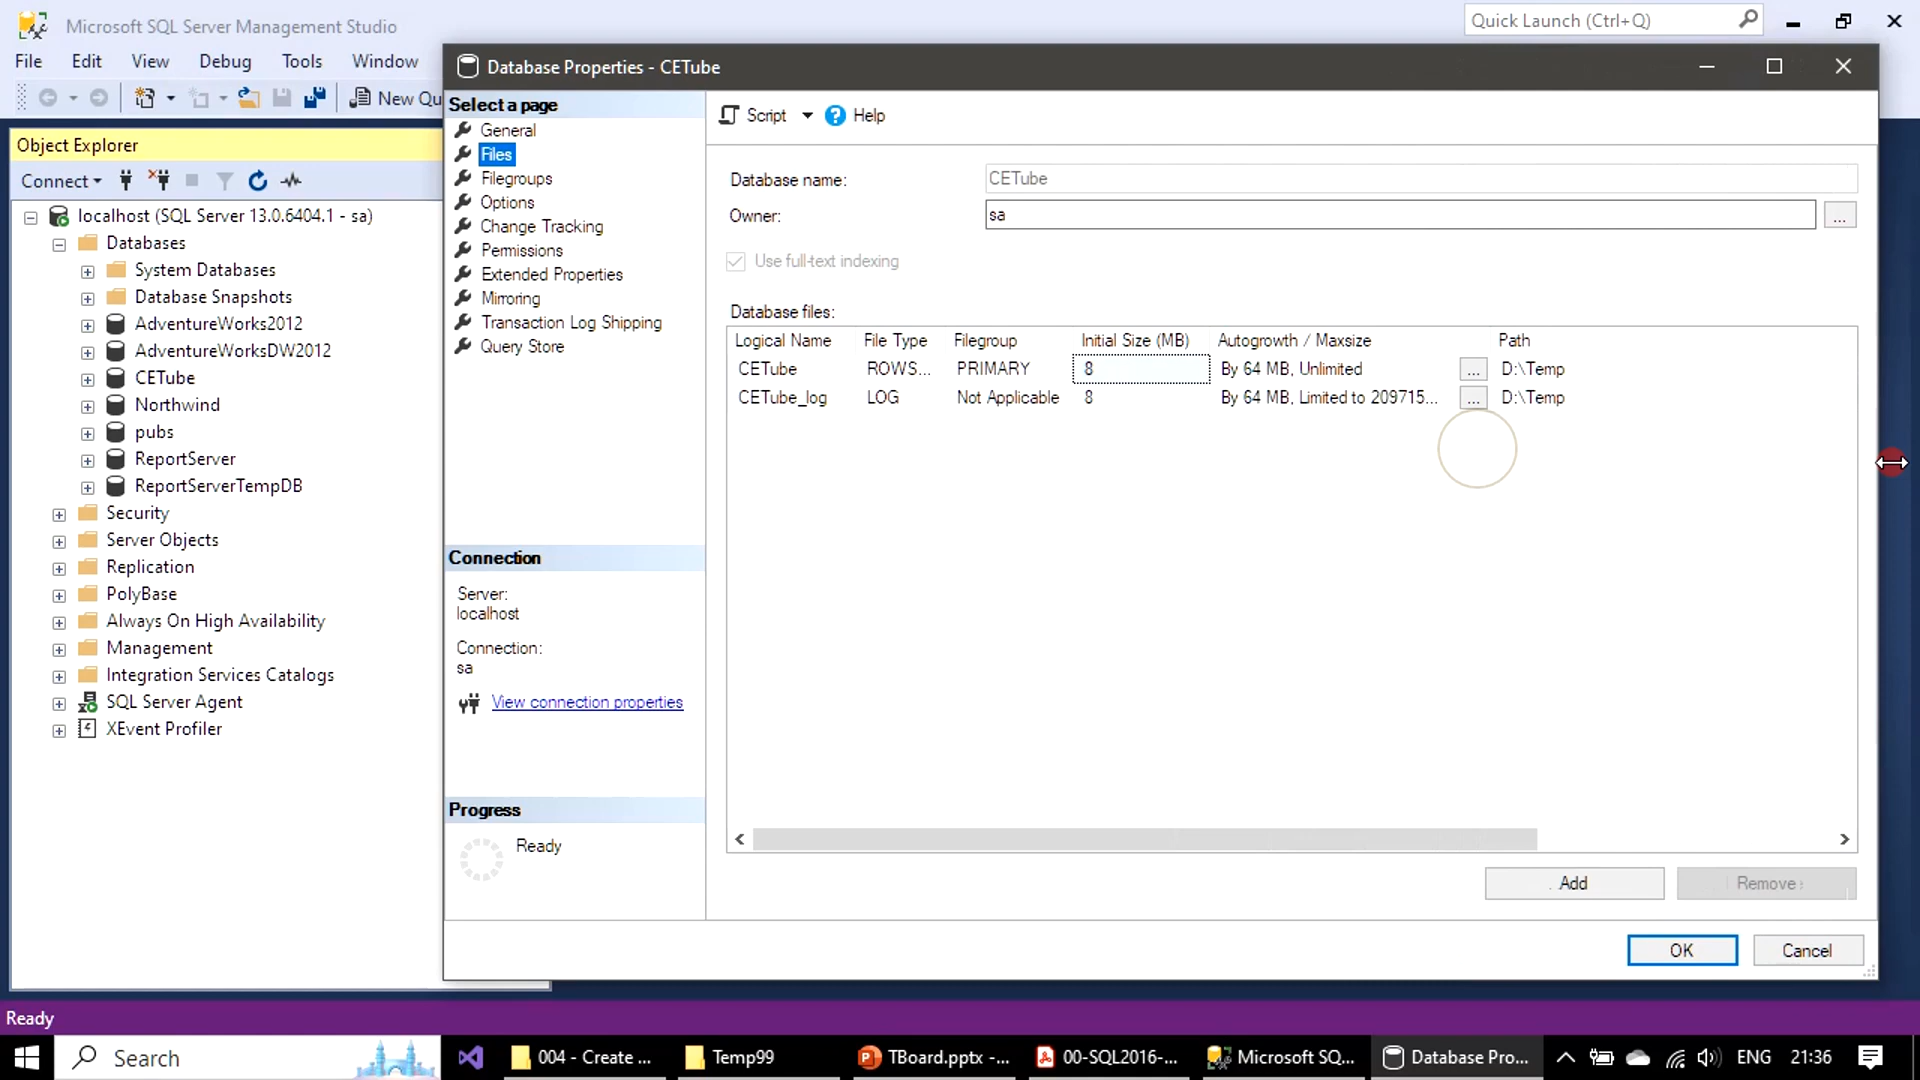 Microsoft SQL Server Management Studio
Quick Launch (Ctrl+Q)
File Edit View Debug Tools Window
New Qu
Object Explorer
Connect
localhost (SQL Server 13.0.6404.1 - sa)
Databases
System Databases
Database Snapshots
AdventureWorks2012
AdventureWorksDW2012
CETube
Northwind
pubs
ReportServer
ReportServerTempDB
Security
Server Objects
Replication
PolyBase
Always On High Availability
Management
Integration Services Catalogs
SQL Server Agent
XEvent Profiler
Database Properties - CETube
Select a page
General
Files
Filegroups
Options
Change Tracking
Permissions
Extended Properties
Mirroring
Transaction Log Shipping
Query Store
Connection
Server:
localhost
Connection:
sa
View connection properties
Progress
Ready
Script Help
Database name: CETube
Owner: sa ...
Use full-text indexing
Database files:
Logical Name File Type Filegroup Initial Size (MB) Autogrowth / Maxsize Path
CETube ROWS... PRIMARY 8 By 64 MB, Unlimited ... D:\Temp
CETube_log LOG Not Applicable 8 By 64 MB, Limited to 209715... ... D:\Temp
Add Remove
OK Cancel
Ready
Search 004 - Create ... Temp99 TBoard.pptx -... 00-SQL2016-... Microsoft SQ... Database Pro... ENG 21:36